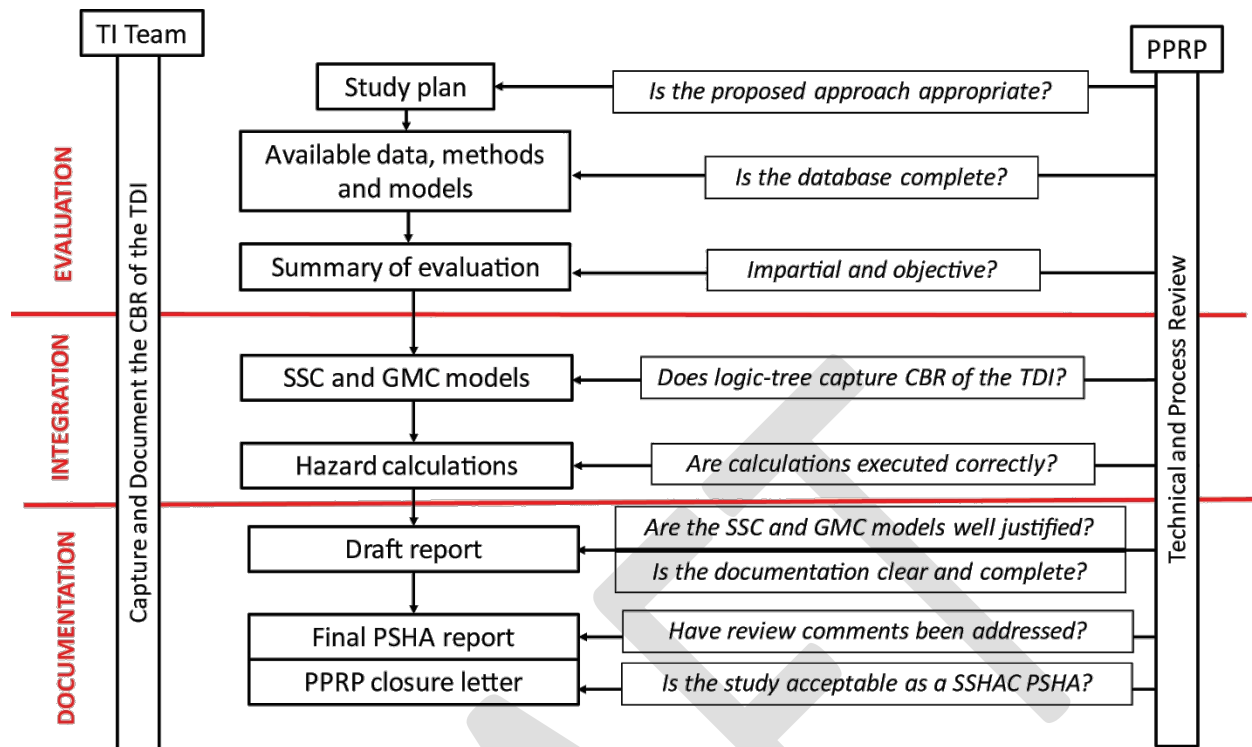 TI Team
PPRP
Study plan
Is the proposed approach appropriate?
Available data, methods
and models
Is the database complete?
Summary of evaluation
Impartial and objective?
EVALUATION
Capture and Document the CBR of the TDI
Technical and Process Review
SSC and GMC models
Does logic-tree capture CBR of the TDI?
INTEGRATION
Hazard calculations
Are calculations executed correctly?
Draft report
Are the SSC and GMC models well justified?
Is the documentation clear and complete?
DOCUMENTATION
Final PSHA report
Have review comments been addressed?
PPRP closure letter
Is the study acceptable as a SSHAC PSHA?